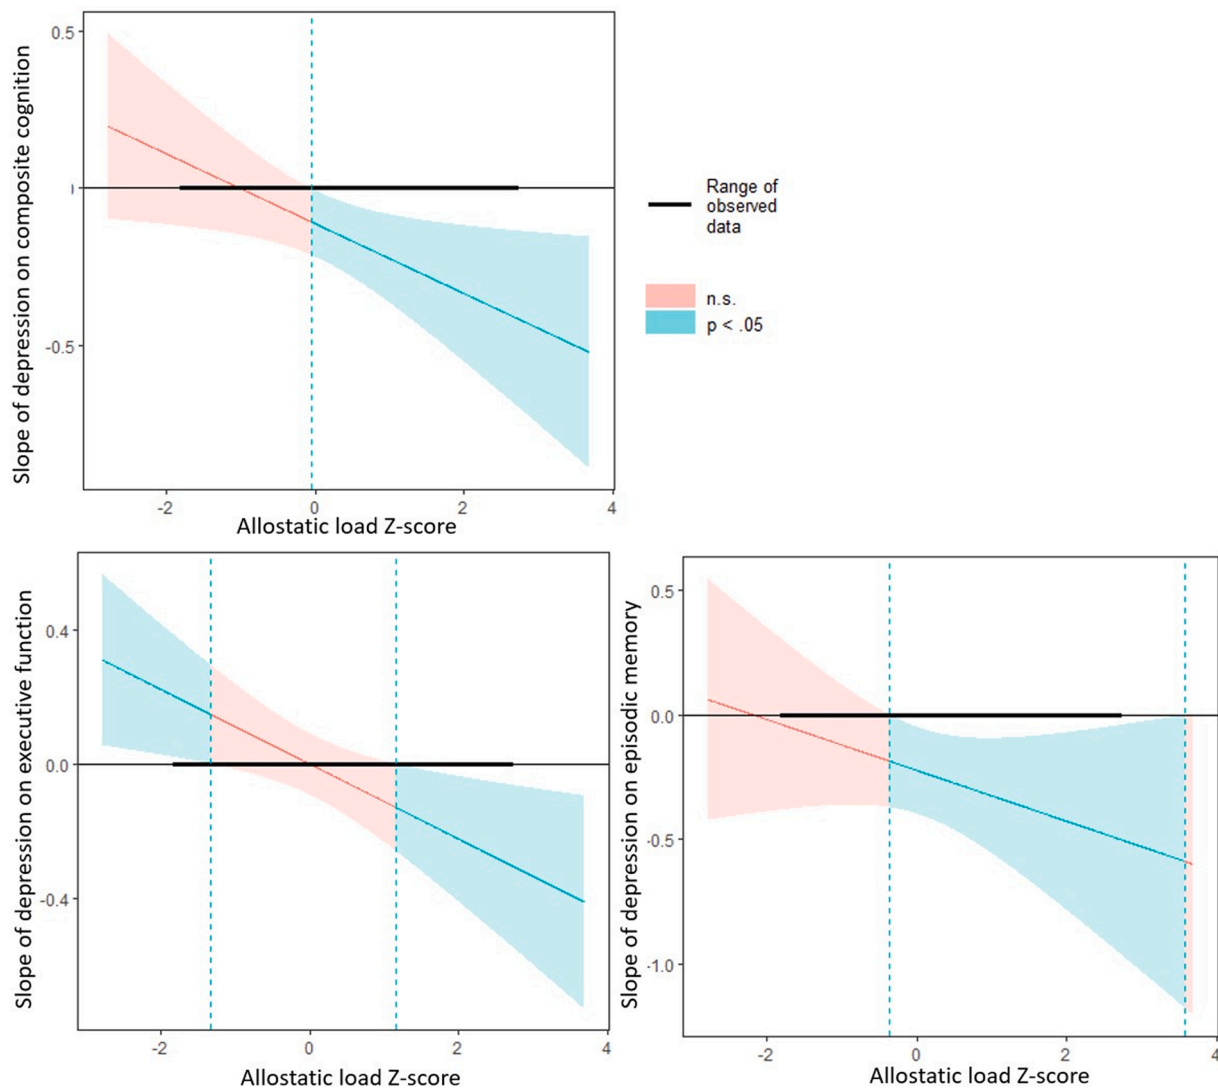 0.5
-0.5
Slope of depression on composite cognition
-2
0
2
4
Allostatic load Z-score
Range of
observed
data
n.s.
p < .05
0.4
0.0
-0.4
Slope of depression on executive function
-2
0
2
4
Allostatic load Z-score
0.5
0.0
-0.5
-1.0
Slope of depression on episodic memory
-2
0
2
4
Allostatic load Z-score